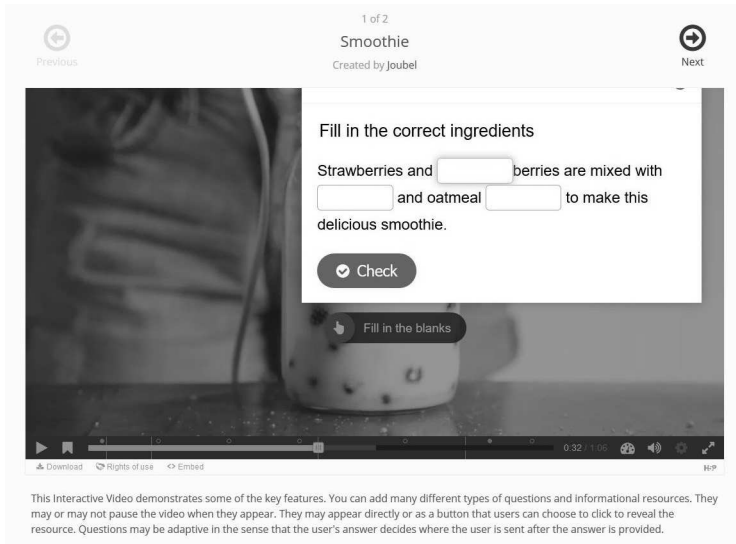 1 of 2
Smoothie
Created by Joubel
Previous
Next
Fill in the correct ingredients
Strawberries and berries are mixed with
and oatmeal to make this
delicious smoothie.
Check
Fill in the blanks
0:32 / 1:06
Download Rights of use Embed
H5P
This Interactive Video demonstrates some of the key features. You can add many different types of questions and informational resources. They
may or may not pause the video when they appear. They may appear directly or as a button that users can choose to click to reveal the
resource. Questions may be adaptive in the sense that the user's answer decides where the user is sent after the answer is provided.